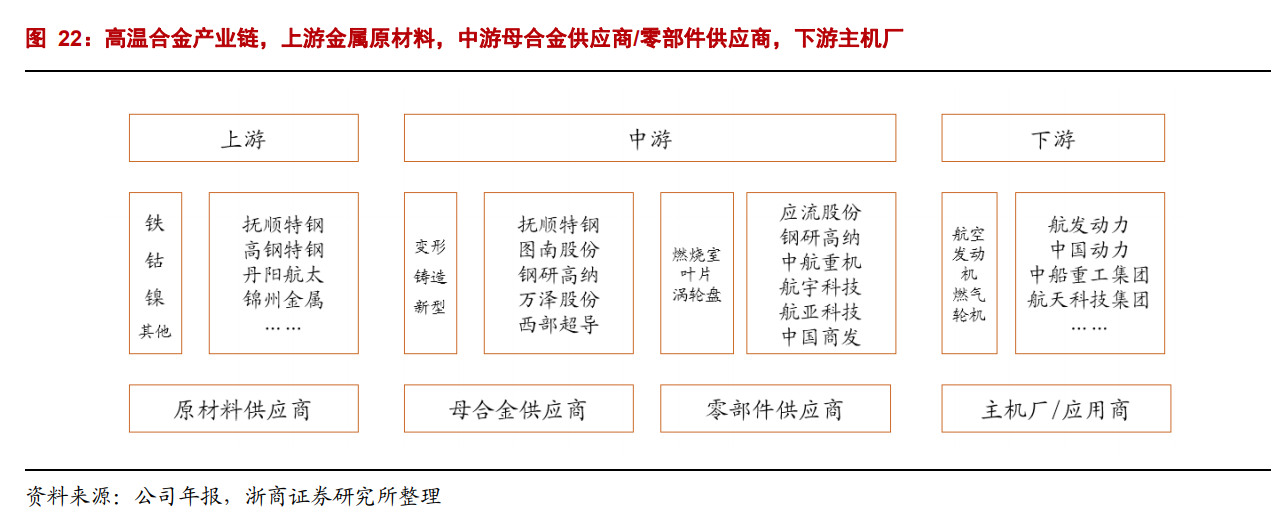 图 22：高温合金产业链，上游金属原材料，中游母合金供应商/零部件供应商，下游主机厂
上游
中游
下游
铁
钴
镍
其他
抚顺特钢
高钢特钢
丹阳航太
锦州金属
……
变形
铸造
新型
抚顺特钢
图南股份
钢研高纳
万泽股份
西部超导
燃烧室
叶片
涡轮盘
应流股份
钢研高纳
中航重机
航宇科技
航亚科技
中国商发
航空
发动
机
燃气
轮机
航发动力
中国动力
中船重工集团
航天科技集团
……
原材料供应商
母合金供应商
零部件供应商
主机厂/应用商
资料来源：公司年报，浙商证券研究所整理